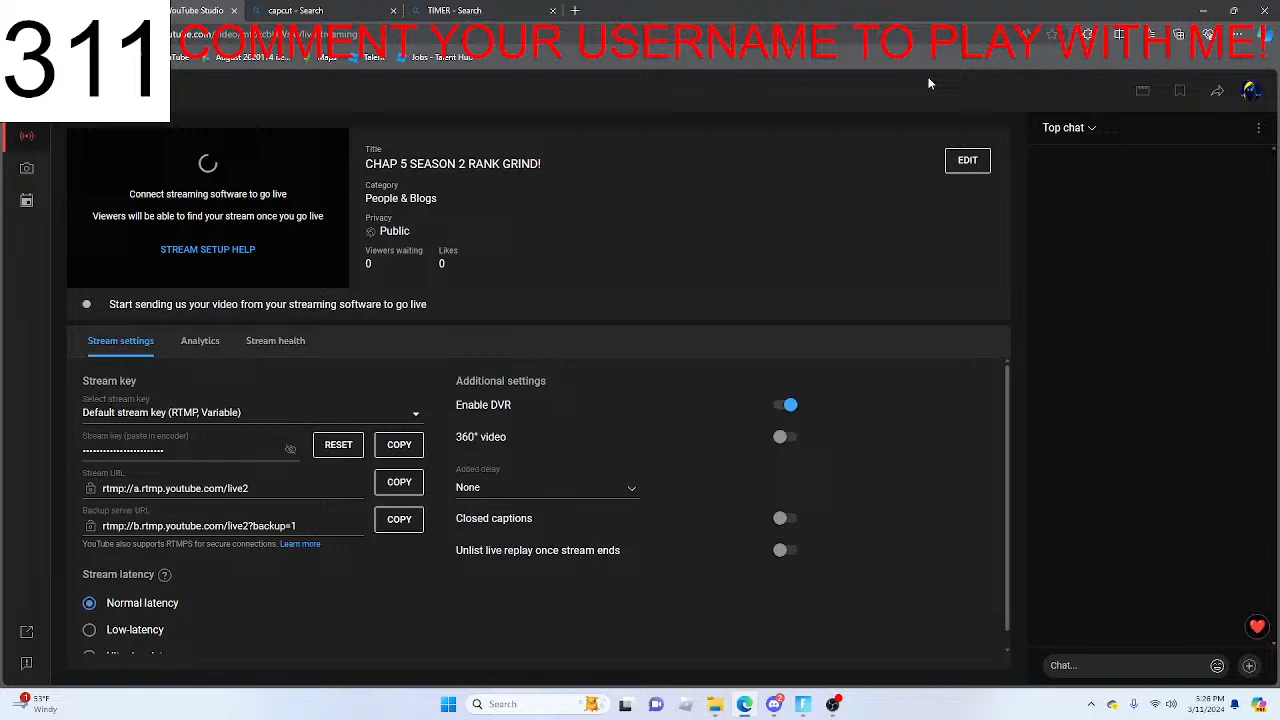 311
YouTube Studio
capcut - Search
TIMER - Search
COMMENT YOUR USERNAME TO PLAY WITH ME!
Jobs - Talent Hub
Connect streaming software to go live
Viewers will be able to find your stream once you go live
STREAM SETUP HELP
Title
CHAP 5 SEASON 2 RANK GRIND!
Category
People & Blogs
Privacy
Public
Viewers waiting
Likes
0
0
EDIT
Top chat
Start sending us your video from your streaming software to go live
Stream settings
Analytics
Stream health
Stream key
Select stream key
Default stream key (RTMP, Variable)
Stream key (paste in encoder)
RESET
COPY
Stream URL
rtmp://a.rtmp.youtube.com/live2
COPY
Backup server URL
rtmp://b.rtmp.youtube.com/live2?backup=1
COPY
YouTube also supports RTMPS for secure connections. Learn more
Stream latency
Normal latency
Low-latency
Additional settings
Enable DVR
360° video
Added delay
None
Closed captions
Unlist live replay once stream ends
Chat...
1
53°F
Windy
Search
2
5:26 PM
3/11/2024